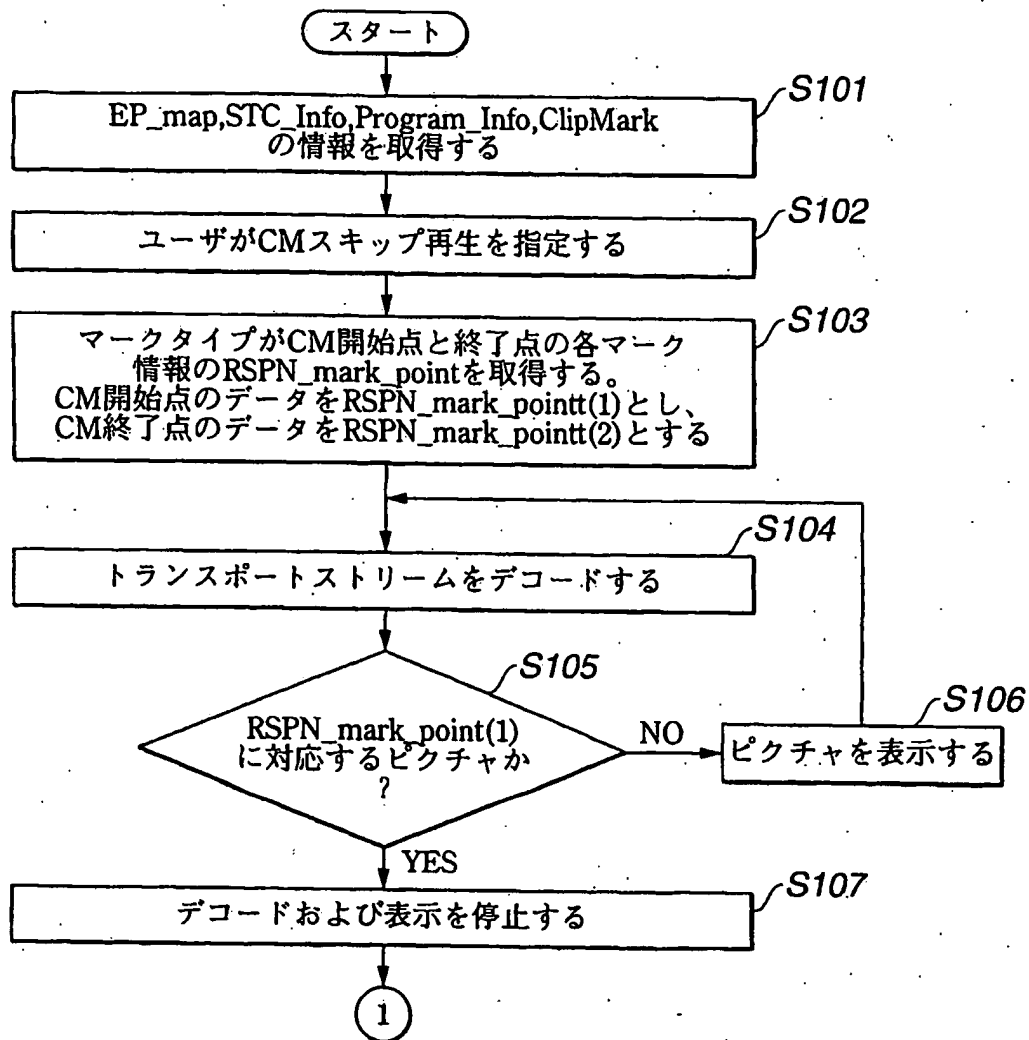 スタート
S101
EP_map,STC_Info,Program_Info,ClipMark
の情報を取得する
S102
ユーザがCMスキップ再生を指定する
S103
マークタイプがCM開始点と終了点の各マーク
情報のRSPN_mark_pointを取得する。
CM開始点のデータをRSPN_mark_pointt(1)とし、
CM終了点のデータをRSPN_mark_pointt(2)とする
S104
トランスポートストリームをデコードする
S105
RSPN_mark_point(1)
に対応するピクチャか
?
NO
S106
ピクチャを表示する
YES
S107
デコードおよび表示を停止する
1